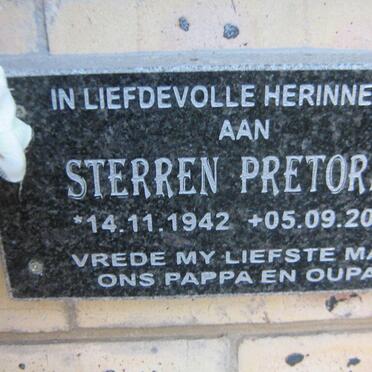 IN LIEFDEVOLLE HERINNE
AAN
STERREN PRETOR
*14.11.1942 +05.09.20
VREDE MY LIEFSTE MA
ONS PAPPA EN OUPA